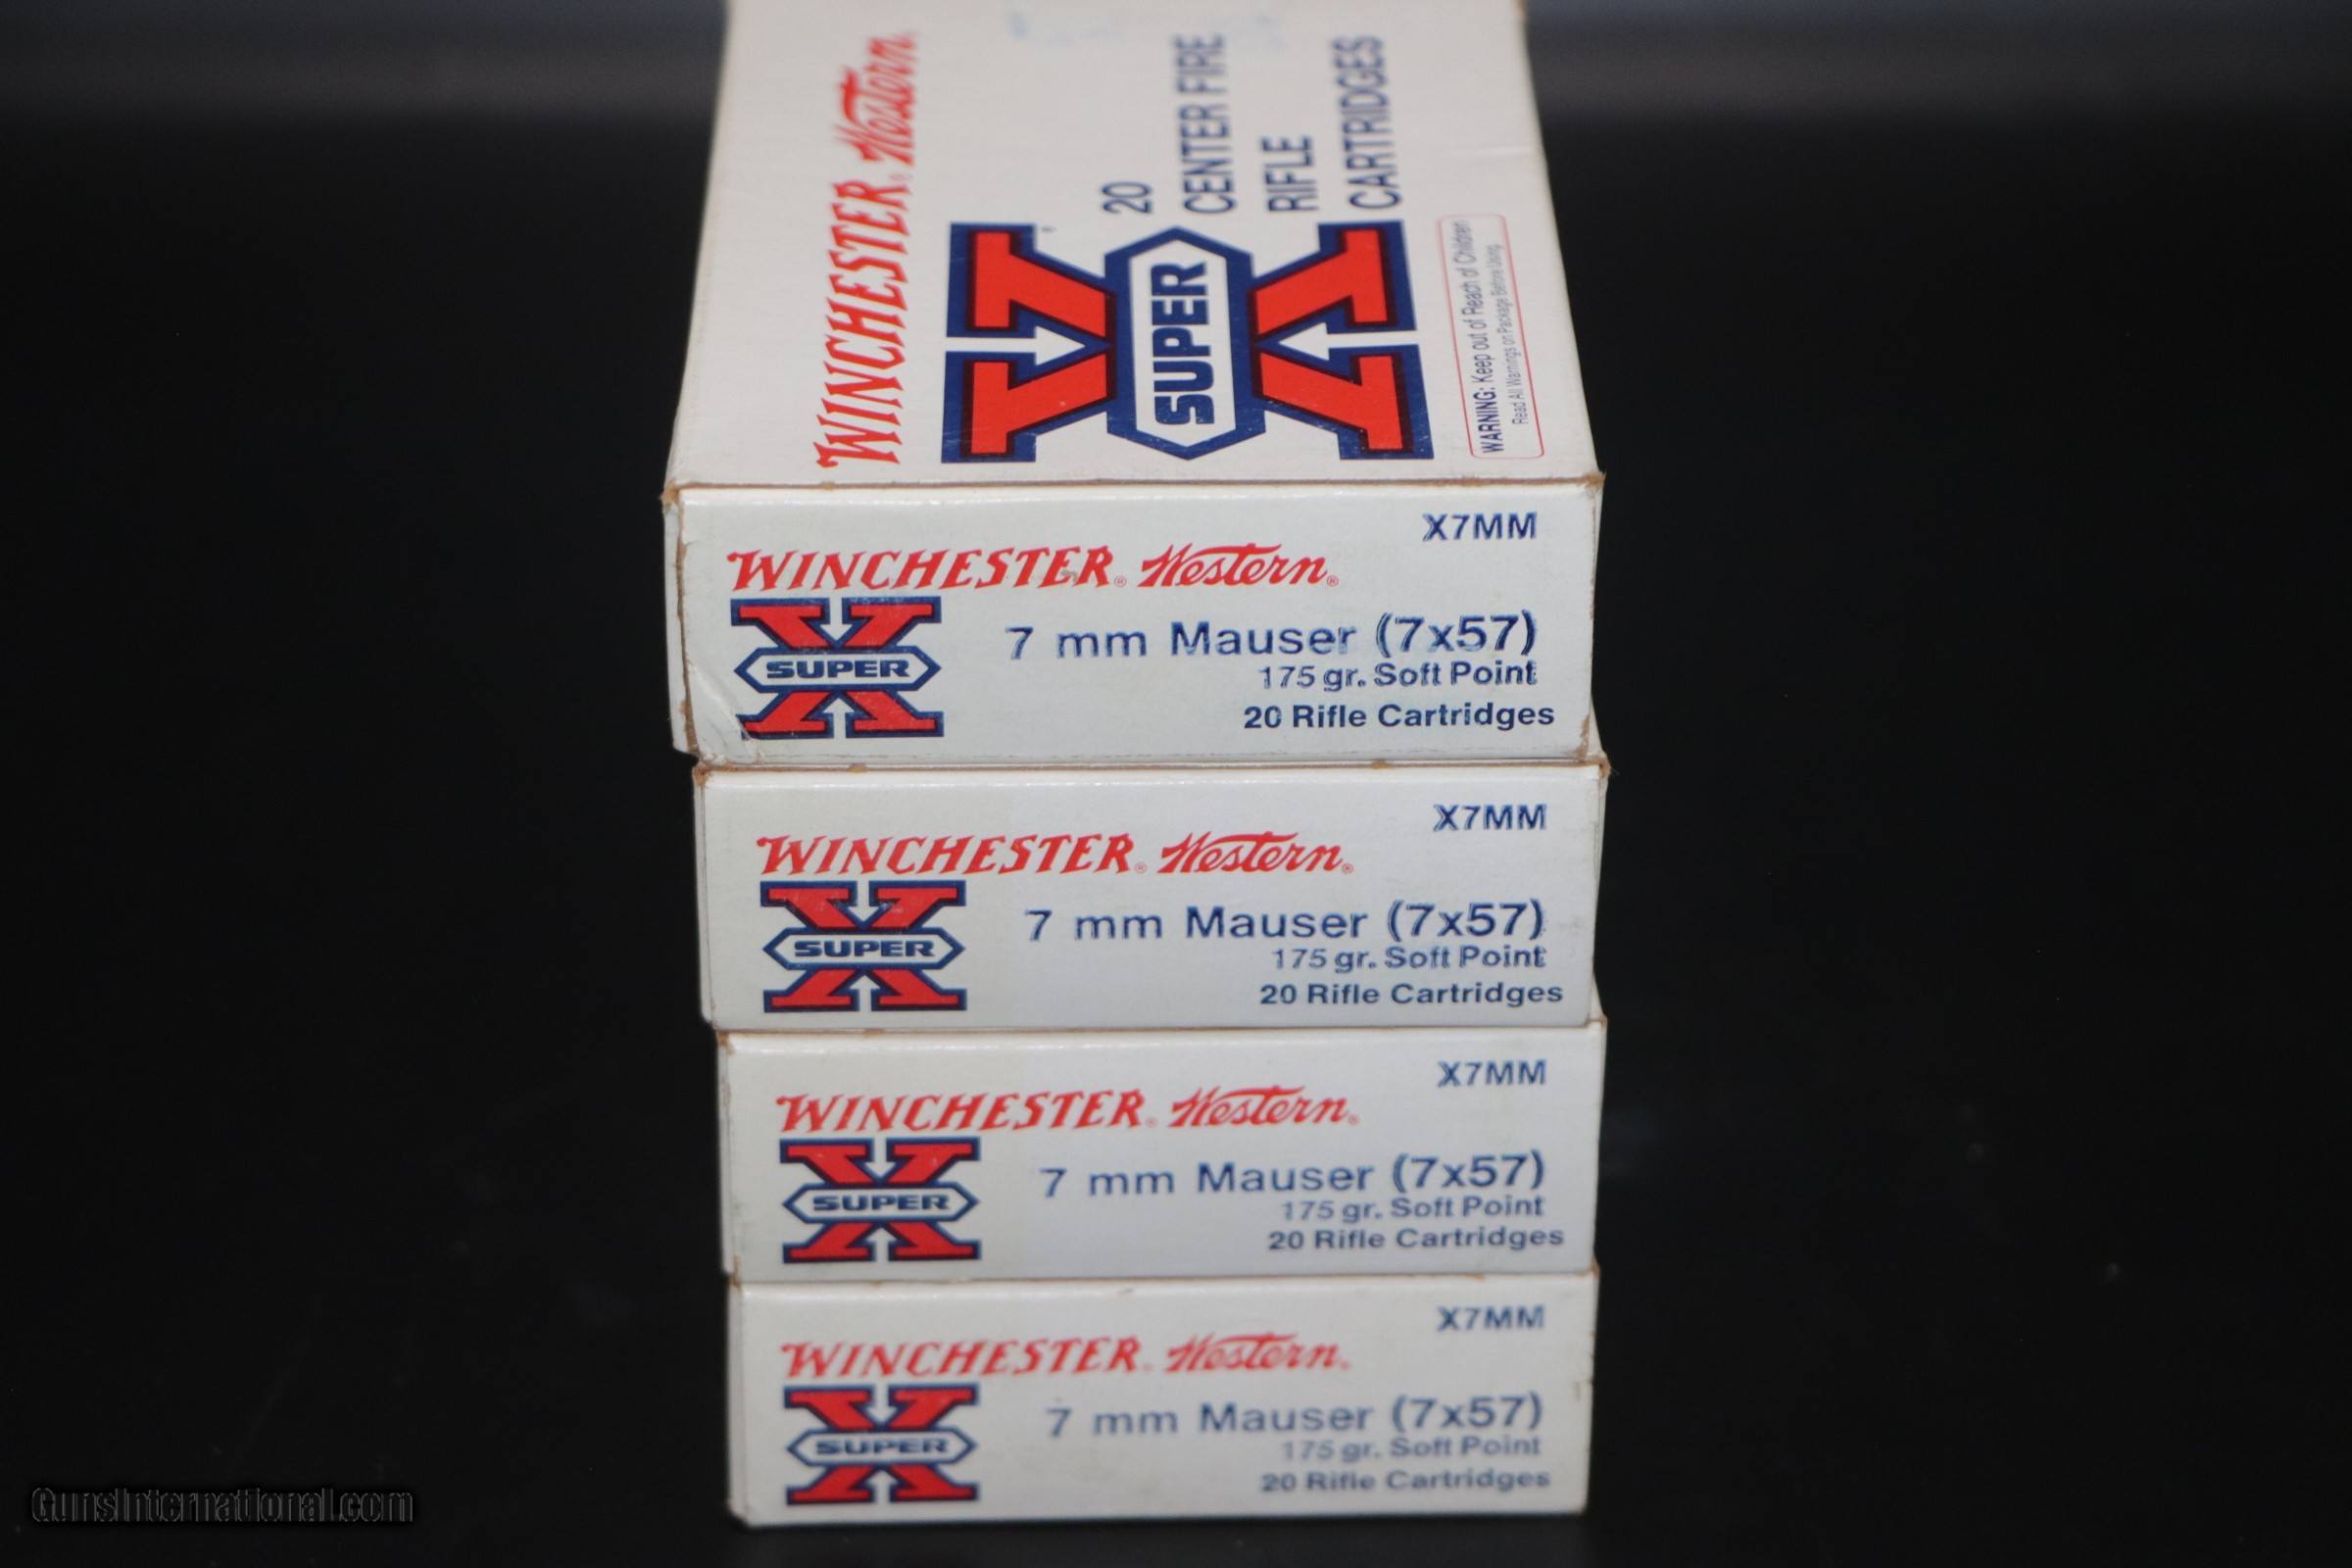 WINCHESTER® Western®
20
CENTER FIRE
RIFLE
CARTRIDGES
SUPER X
WARNING: Keep out of Reach of Children
Read All Warnings on Package Before Using.
X7MM
WINCHESTER® Western®
SUPER X
7 mm Mauser (7x57)
175 gr. Soft Point
20 Rifle Cartridges
X7MM
WINCHESTER® Western®
SUPER X
7 mm Mauser (7x57)
175 gr. Soft Point
20 Rifle Cartridges
X7MM
WINCHESTER® Western®
SUPER X
7 mm Mauser (7x57)
175 gr. Soft Point
20 Rifle Cartridges
X7MM
WINCHESTER® Western®
SUPER X
7 mm Mauser (7x57)
175 gr. Soft Point
20 Rifle Cartridges
GunsInternational.com